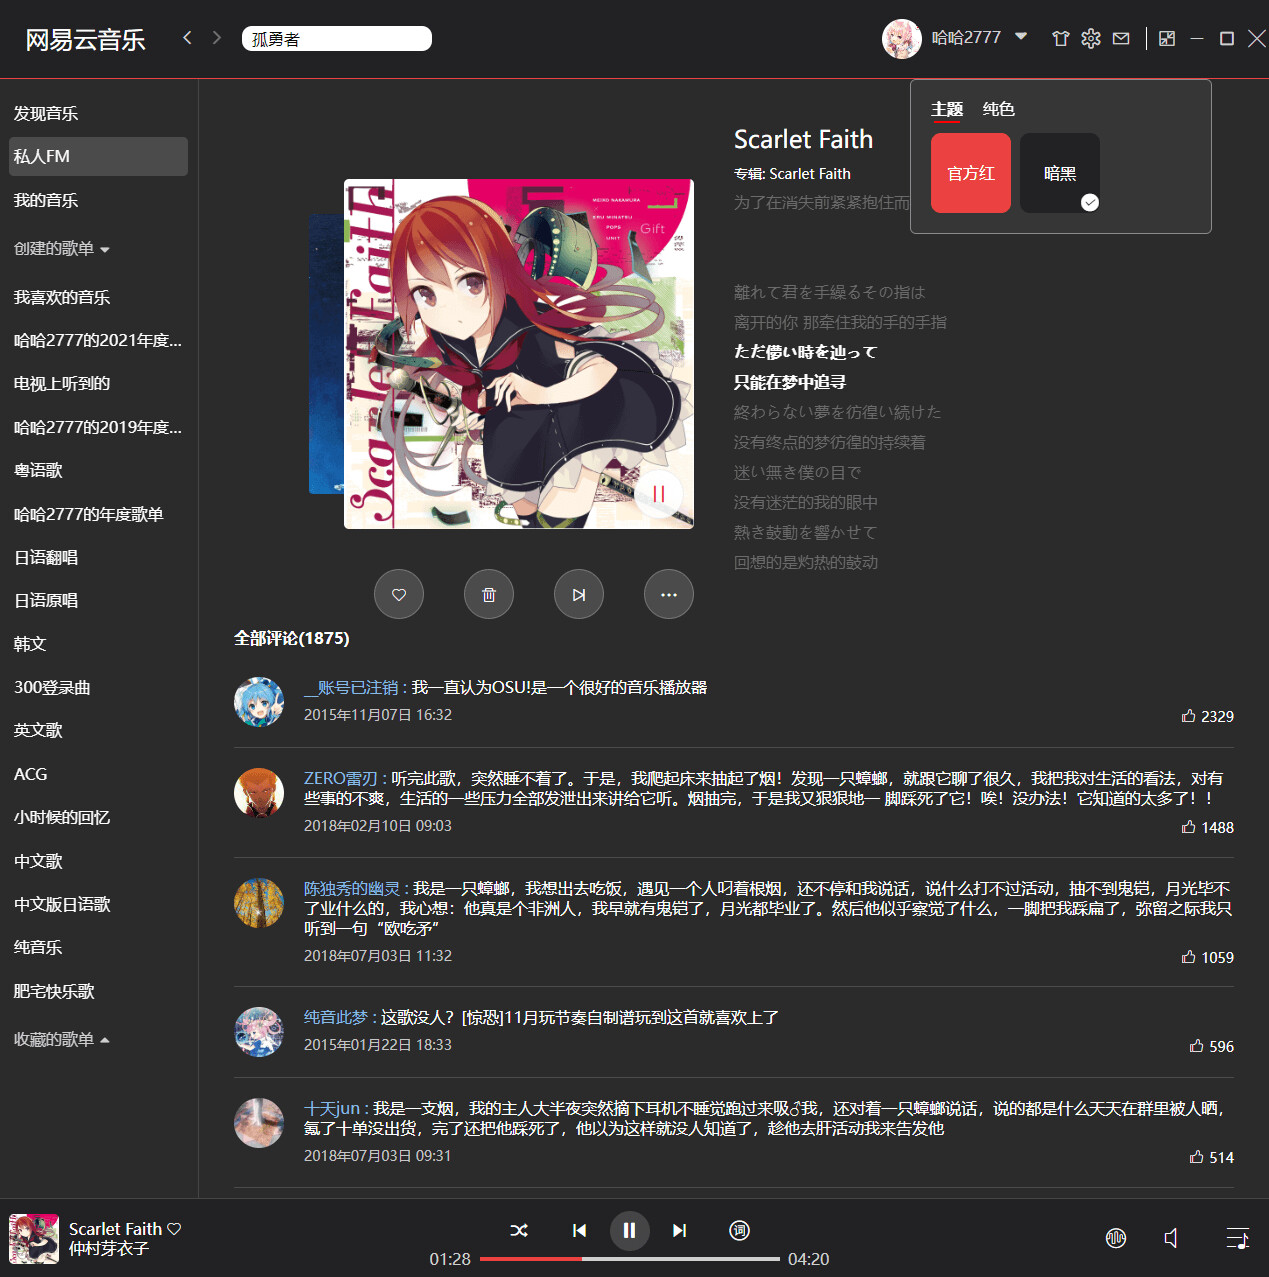 网易云音乐
孤勇者
哈哈2777
发现音乐
私人FM
我的音乐
创建的歌单
我喜欢的音乐
哈哈2777的2021年度...
电视上听到的
哈哈2777的2019年度...
粤语歌
哈哈2777的年度歌单
日语翻唱
日语原唱
韩文
300登录曲
英文歌
ACG
小时候的回忆
中文歌
中文版日语歌
纯音乐
肥宅快乐歌
收藏的歌单
主题 纯色
官方红
暗黑
Scarlet Faith
MEIKO NAKAMURA
POPS
UNIT
Gift
Scarlet Faith
专辑: Scarlet Faith
为了在消失前紧紧抱住而
離れて君を手繰るその指は
离开的你 那牵住我的手的手指
ただ儚い時を辿って
只能在梦中追寻
終わらない夢を彷徨い続けた
没有终点的梦彷徨的持续着
迷い無き僕の目で
没有迷茫的我的眼中
熱き鼓動を響かせて
回想的是灼热的鼓动
全部评论(1875)
__账号已注销 : 我一直认为OSU!是一个很好的音乐播放器
2015年11月07日 16:32
2329
ZERO雷刃 : 听完此歌，突然睡不着了。于是，我爬起床来抽起了烟！发现一只蟑螂，就跟它聊了很久，我把我对生活的看法，对有
些事的不爽，生活的一些压力全部发泄出来讲给它听。烟抽完，于是我又狠狠地一 脚踩死了它！唉！没办法！它知道的太多了！！
2018年02月10日 09:03
1488
陈独秀的幽灵 : 我是一只蟑螂，我想出去吃饭，遇见一个人叼着根烟，还不停和我说话，说什么打不过活动，抽不到鬼铠，月光毕不
了业什么的，我心想：他真是个非洲人，我早就有鬼铠了，月光都毕业了。然后他似乎察觉了什么，一脚把我踩扁了，弥留之际我只
听到一句“欧吃矛”
2018年07月03日 11:32
1059
纯音此梦 : 这歌没人？[惊恐]11月玩节奏自制谱玩到这首就喜欢上了
2015年01月22日 18:33
596
十天jun : 我是一支烟，我的主人大半夜突然摘下耳机不睡觉跑过来吸♂我，还对着一只蟑螂说话，说的都是什么天天在群里被人晒，
氪了十单没出货，完了还把他踩死了，他以为这样就没人知道了，趁他去肝活动我来告发他
2018年07月03日 09:31
514
Scarlet Faith
仲村芽衣子
词
01:28
04:20